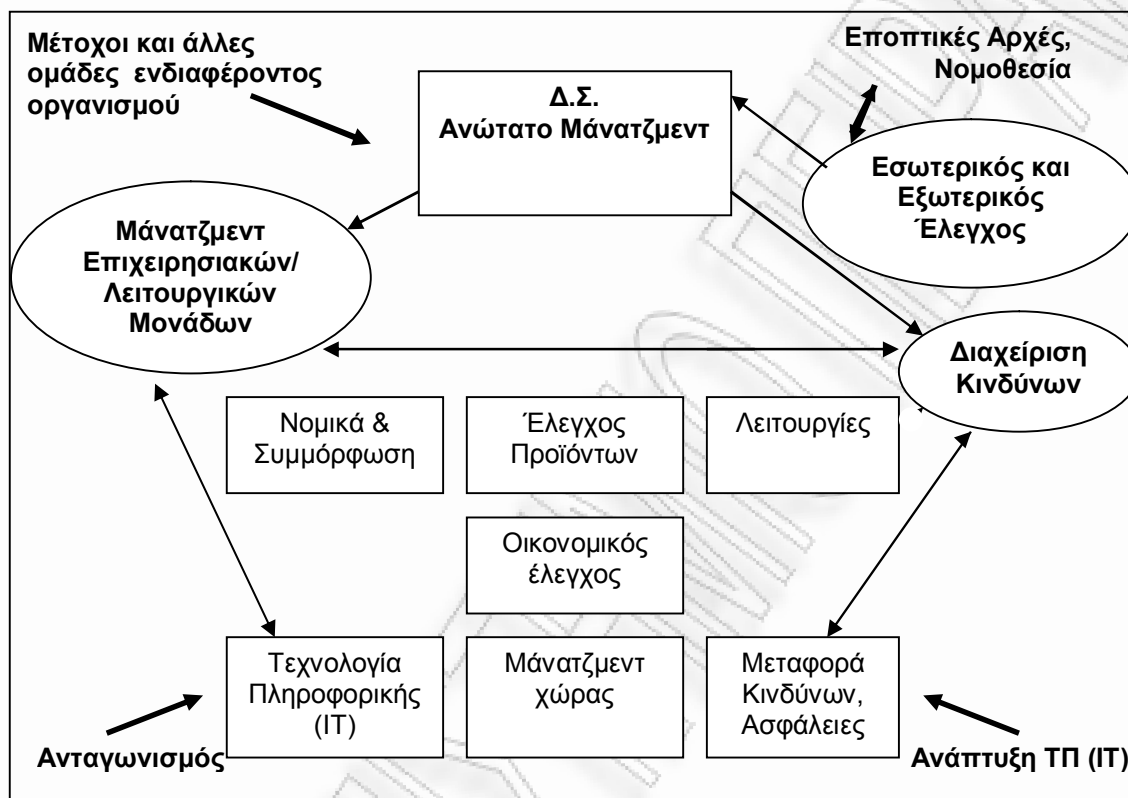 Μέτοχοι και άλλες
ομάδες ενδιαφέροντος
οργανισμού
Δ.Σ.
Ανώτατο Μάνατζμεντ
Εποπτικές Αρχές,
Νομοθεσία
Εσωτερικός και
Εξωτερικός
Έλεγχος
Μάνατζμεντ
Επιχειρησιακών/
Λειτουργικών
Μονάδων
Διαχείριση
Κινδύνων
Νομικά &
Συμμόρφωση
Έλεγχος
Προϊόντων
Λειτουργίες
Οικονομικός
έλεγχος
Τεχνολογία
Πληροφορικής
(IT)
Μάνατζμεντ
χώρας
Μεταφορά
Κινδύνων,
Ασφάλειες
Ανταγωνισμός
Ανάπτυξη ΤΠ (IT)